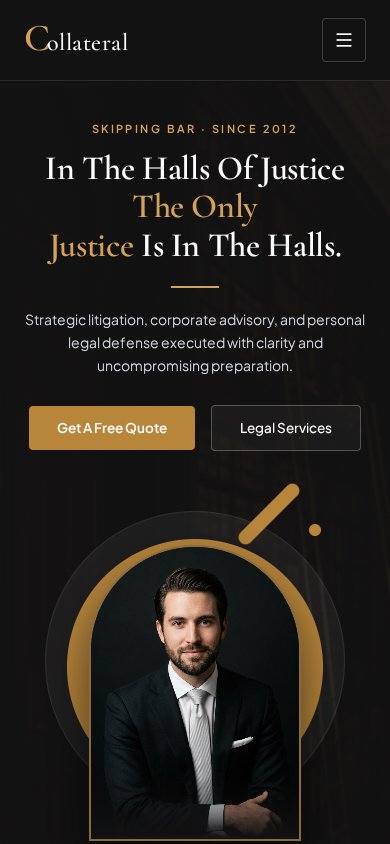 Collateral
SKIPPING BAR · SINCE 2012
In The Halls Of Justice
The Only
Justice Is In The Halls.
Strategic litigation, corporate advisory, and personal
legal defense executed with clarity and
uncompromising preparation.
Get A Free Quote
Legal Services